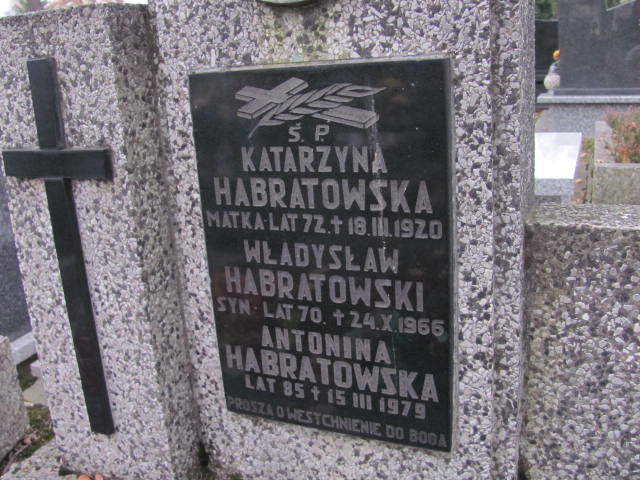 Ś. P.
KATARZYNA
HABRATOWSKA
MATKA · LAT 72. † 18.III.1920
WŁADYSŁAW
HABRATOWSKI
SYN · LAT 70. † 24.X.1966
ANTONINA
HABRATOWSKA
LAT 85 † 15 III 1979
PROSZĄ O WESTCHNIENIE DO BOGA